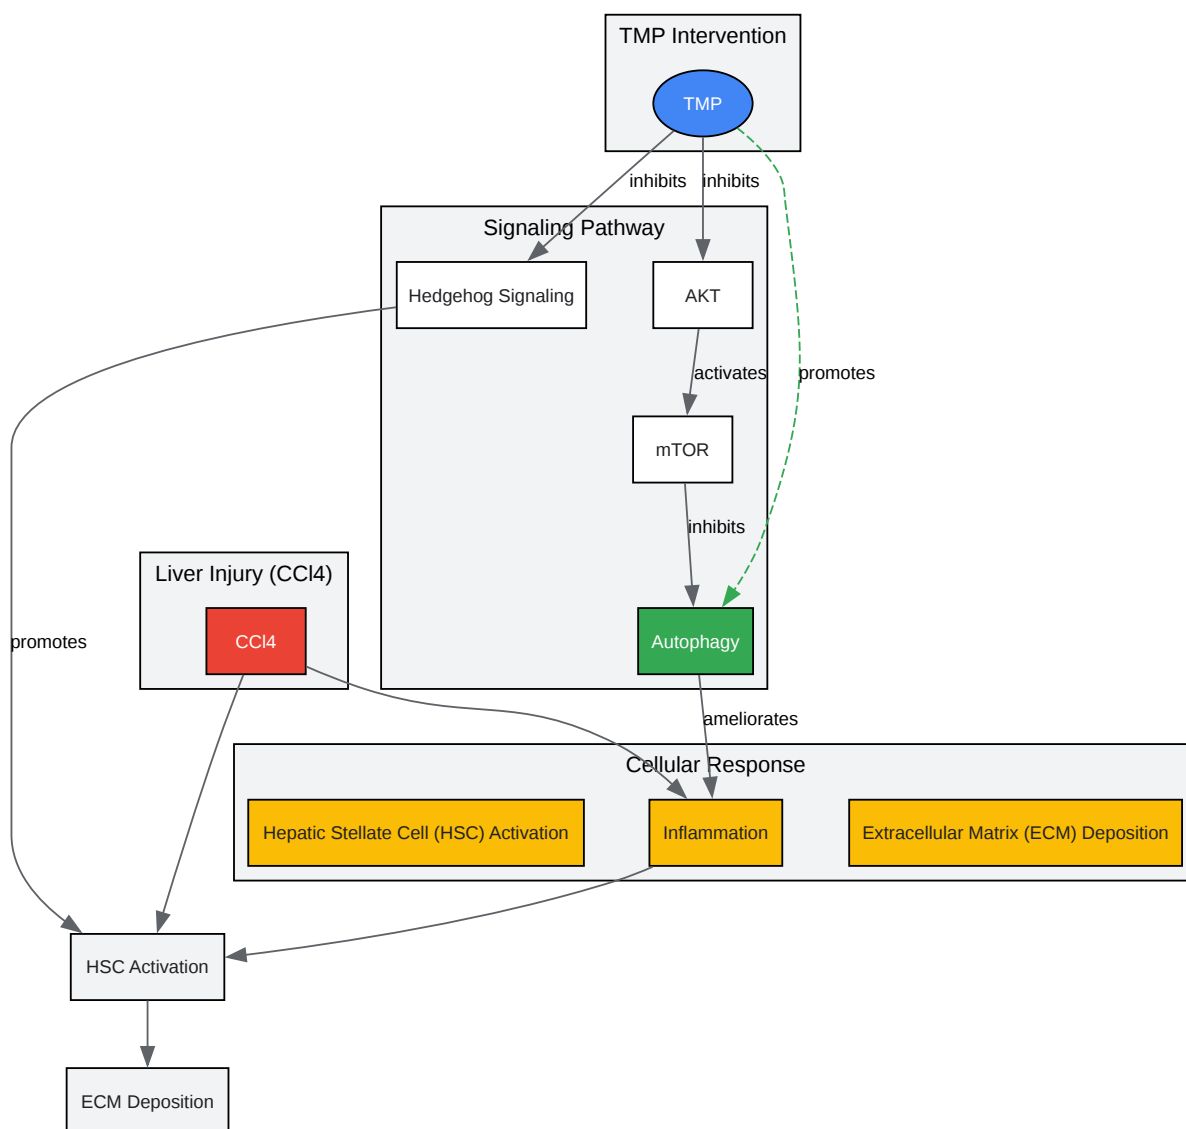 TMP Intervention
TMP
inhibits
inhibits
Signaling Pathway
Hedgehog Signaling
AKT
activates
promotes
mTOR
inhibits
Liver Injury (CCl4)
CCl4
Autophagy
promotes
ameliorates
Cellular Response
Hepatic Stellate Cell (HSC) Activation
Inflammation
Extracellular Matrix (ECM) Deposition
HSC Activation
ECM Deposition